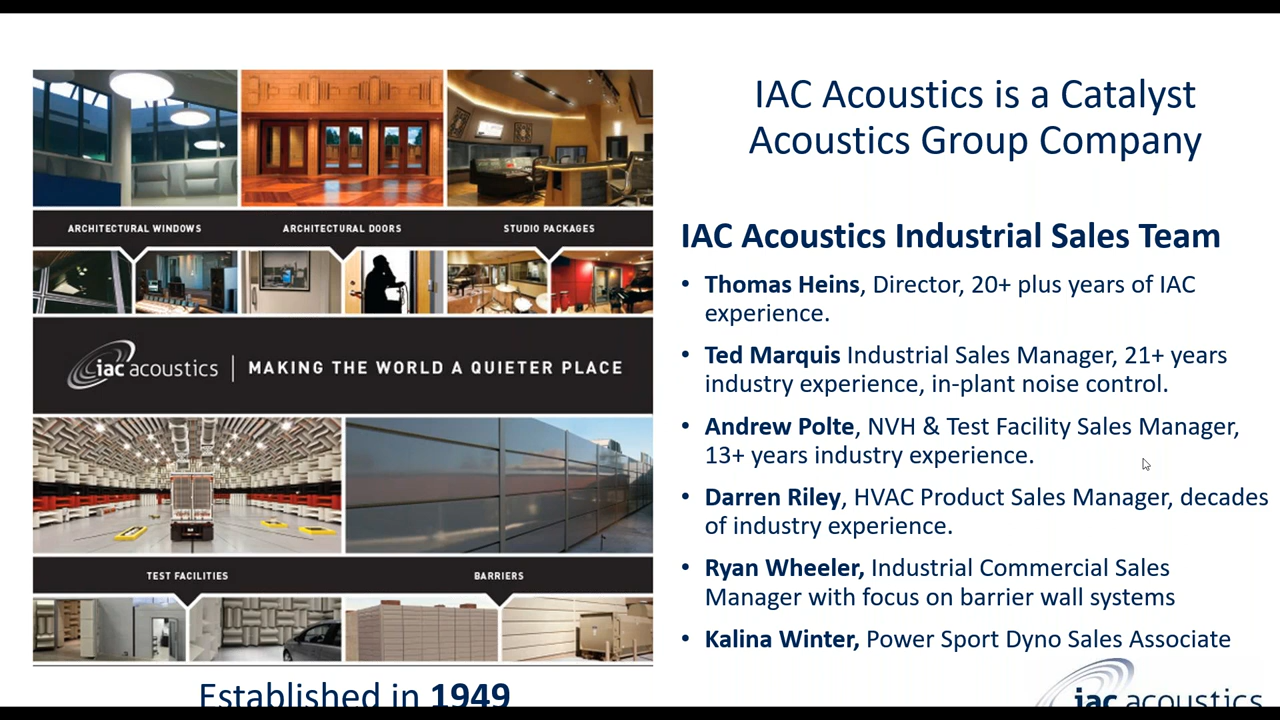 IAC Acoustics is a Catalyst
Acoustics Group Company
ARCHITECTURAL WINDOWS
ARCHITECTURAL DOORS
STUDIO PACKAGES
iac acoustics | MAKING THE WORLD A QUIETER PLACE
TEST FACILITIES
BARRIERS
Established in 1949
IAC Acoustics Industrial Sales Team
• Thomas Heins, Director, 20+ plus years of IAC
experience.
• Ted Marquis Industrial Sales Manager, 21+ years
industry experience, in-plant noise control.
• Andrew Polte, NVH & Test Facility Sales Manager,
13+ years industry experience.
• Darren Riley, HVAC Product Sales Manager, decades
of industry experience.
• Ryan Wheeler, Industrial Commercial Sales
Manager with focus on barrier wall systems
• Kalina Winter, Power Sport Dyno Sales Associate
iac acoustics